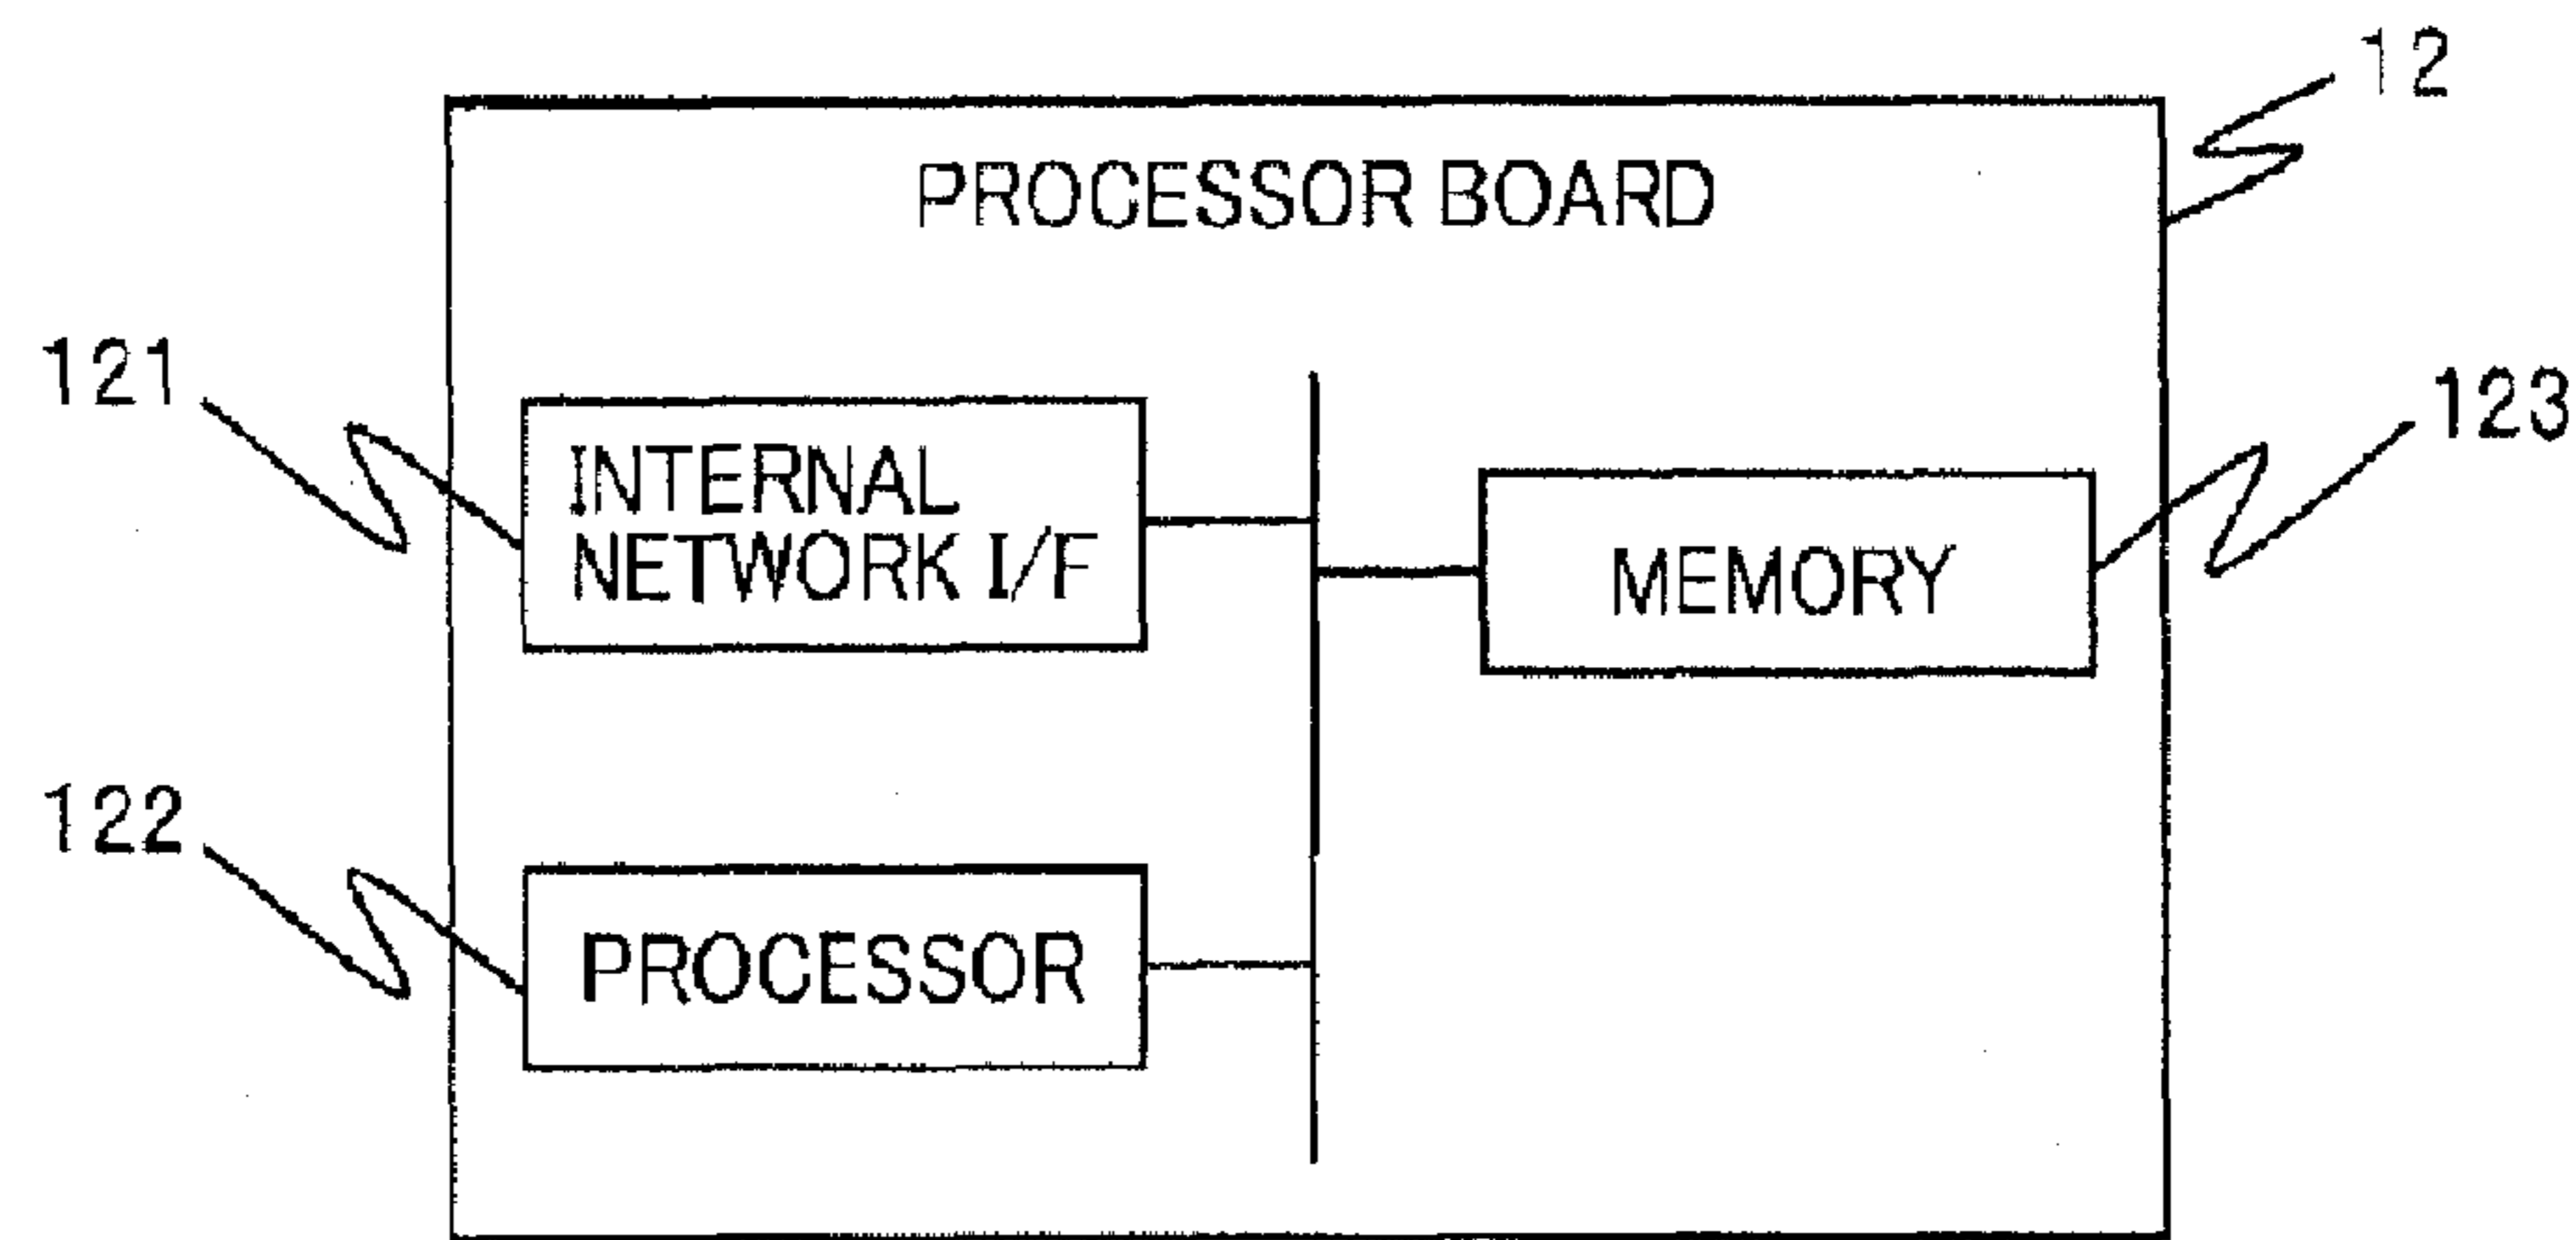 12
PROCESSOR BOARD
121
INTERNAL
NETWORK I/F
123
MEMORY
122
PROCESSOR